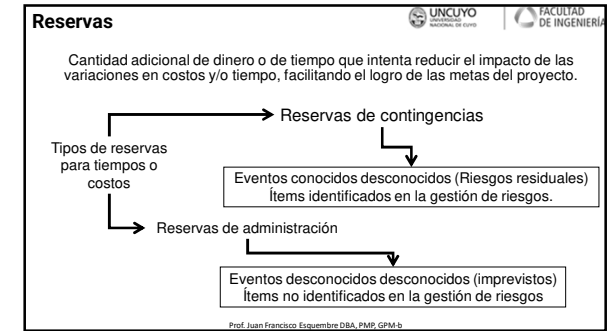 Reservas
UNCUYO
UNIVERSIDAD
NACIONAL DE CUYO
FACULTAD
DE INGENIERÍA
Cantidad adicional de dinero o de tiempo que intenta reducir el impacto de las
variaciones en costos y/o tiempo, facilitando el logro de las metas del proyecto.
Reservas de contingencias
Tipos de reservas
para tiempos o
costos
Eventos conocidos desconocidos (Riesgos residuales)
Ítems identificados en la gestión de riesgos.
Reservas de administración
Eventos desconocidos desconocidos (imprevistos)
Ítems no identificados en la gestión de riesgos
Prof. Juan Francisco Esquembre DBA, PMP, GPM-b